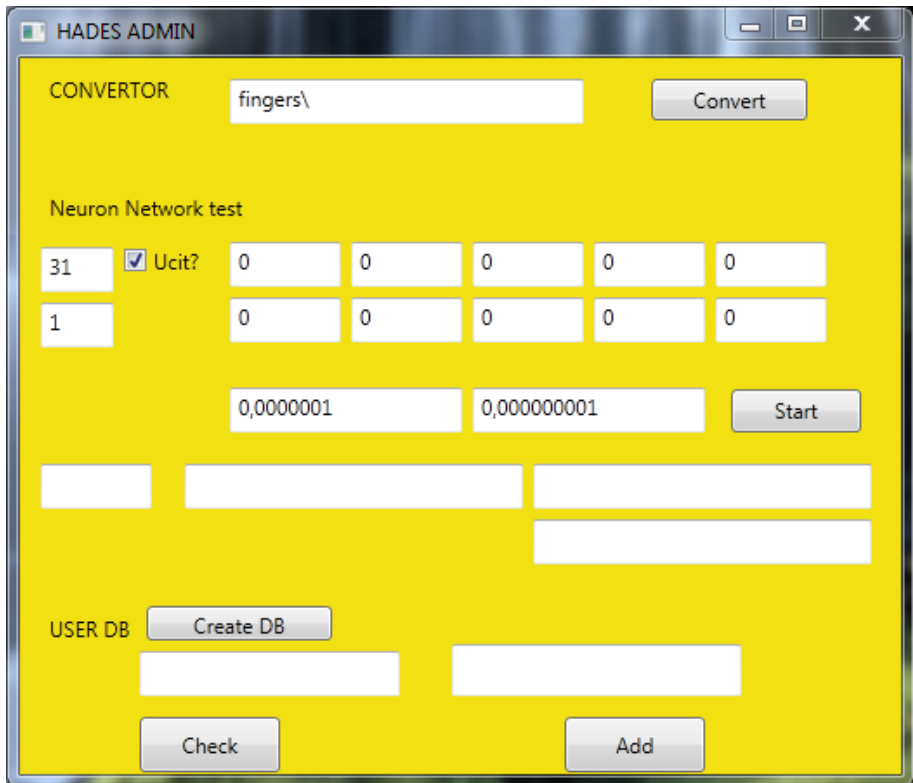 HADES ADMIN
CONVERTOR fingers\ Convert
Neuron Network test
31 Ucit? 0 0 0 0 0
1 0 0 0 0 0
0,0000001 0,000000001 Start
USER DB Create DB
Check Add